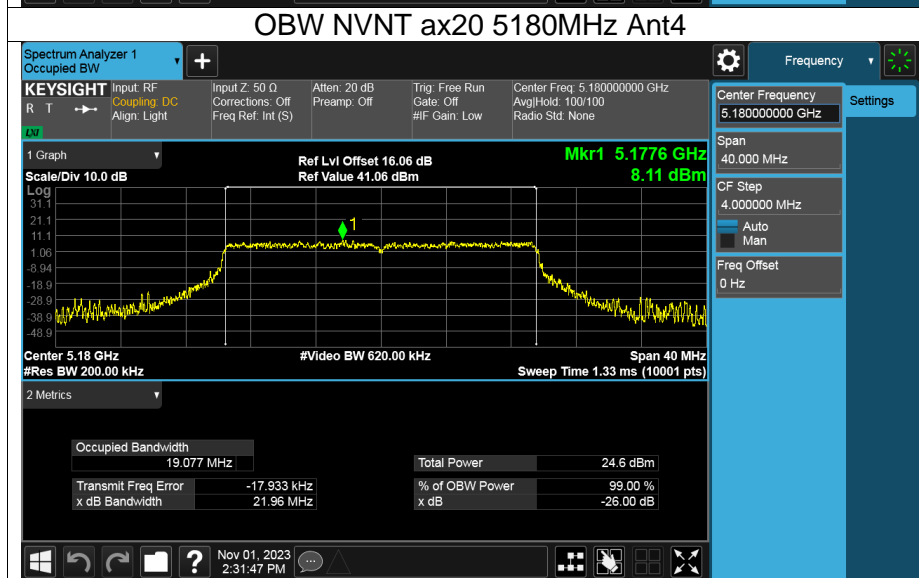 OBW NVNT ax20 5180MHz Ant4
Spectrum Analyzer 1
Occupied BW
Frequency
KEYSIGHT
R T
LXI
Input: RF
Coupling: DC
Align: Light
Input Z: 50 Ω
Corrections: Off
Freq Ref: Int (S)
Atten: 20 dB
Preamp: Off
Trig: Free Run
Gate: Off
#IF Gain: Low
Center Freq: 5.180000000 GHz
Avg|Hold: 100/100
Radio Std: None
Center Frequency
5.180000000 GHz
Settings
Span
40.000 MHz
CF Step
4.000000 MHz
Auto
Man
Freq Offset
0 Hz
1 Graph
Scale/Div 10.0 dB
Ref Lvl Offset 16.06 dB
Ref Value 41.06 dBm
Mkr1 5.1776 GHz
8.11 dBm
Log
31.1
21.1
11.1
1.06
-8.94
-18.9
-28.9
-38.9
-48.9
1
Center 5.18 GHz
#Video BW 620.00 kHz
Span 40 MHz
#Res BW 200.00 kHz
Sweep Time 1.33 ms (10001 pts)
2 Metrics
Occupied Bandwidth
19.077 MHz
Total Power 24.6 dBm
Transmit Freq Error -17.933 kHz
% of OBW Power 99.00 %
x dB Bandwidth 21.96 MHz
x dB -26.00 dB
?
Nov 01, 2023
2:31:47 PM